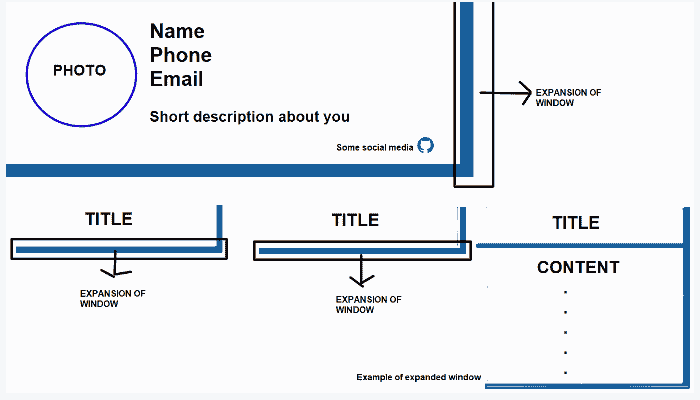 Name
Phone
PHOTO
Email
EXPANSION OF
WINDOW
Short description about you
Some social media
TITLE
TITLE
TITLE
CONTENT
EXPANSION OF
WINDOW
EXPANSION OF
WINDOW
Example of expanded window